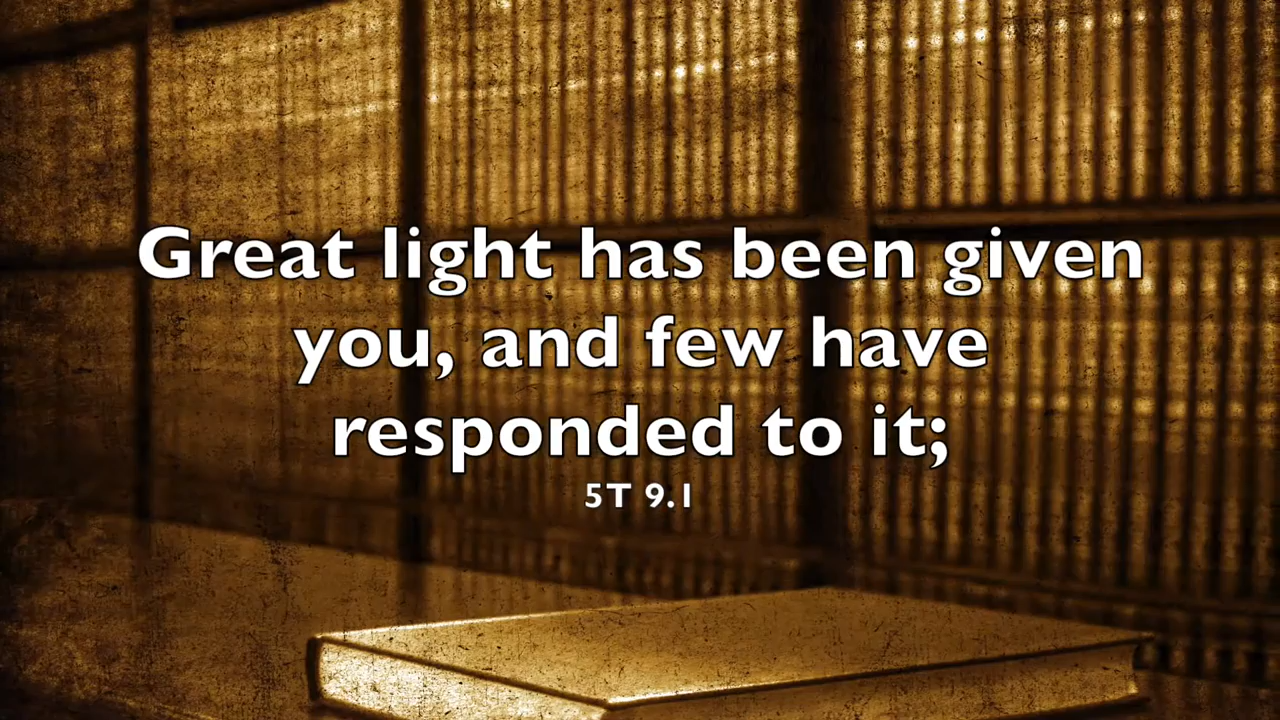 Great light has been given
you, and few have
responded to it;
5T 9.1